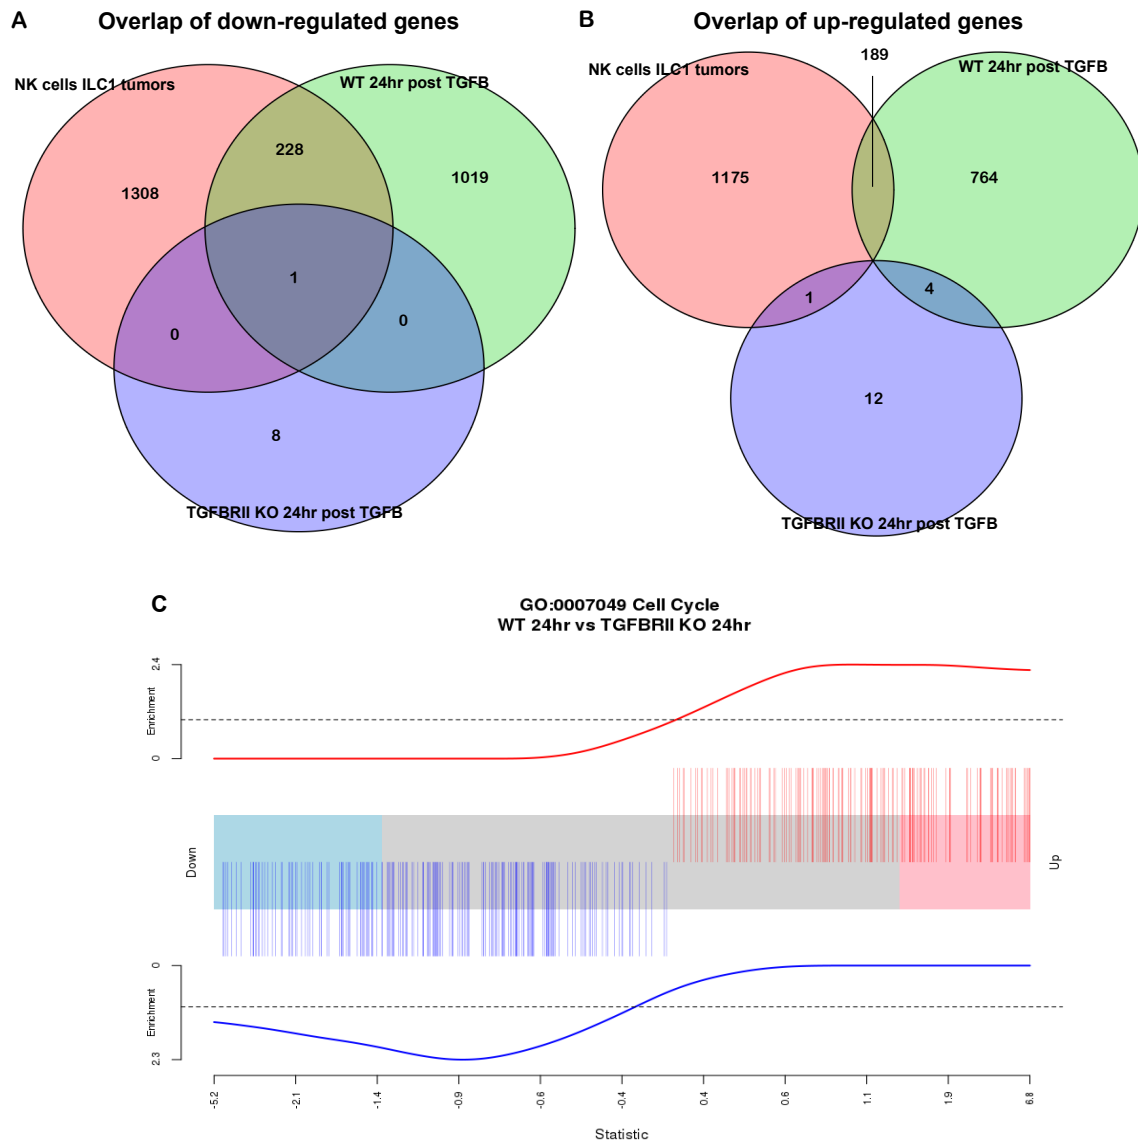 A
Overlap of down-regulated genes
NK cells ILC1 tumors
WT 24hr post TGFB
228
1308
1019
1
0
0
8
TGFBRII KO 24hr post TGFB
B
Overlap of up-regulated genes
189
NK cells ILC1 tumors
WT 24hr post TGFB
1175
764
1
4
12
TGFBRII KO 24hr post TGFB
C
GO:0007049 Cell Cycle
WT 24hr vs TGFBRII KO 24hr
2.4
Enrichment
0
Down
Up
0
Enrichment
2.3
-5.2
-2.1
-1.4
-0.9
-0.6
-0.4
0.4
0.6
1.1
1.9
6.8
Statistic